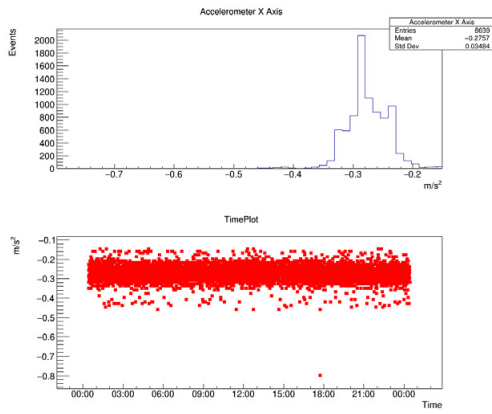 Accelerometer X Axis
Events
Accelerometer X Axis
Entries 8639
Mean −0.2757
Std Dev 0.03484
2000
1800
1600
1400
1200
1000
800
600
400
200
0
−0.7 −0.6 −0.5 −0.4 −0.3 −0.2
m/s²
TimePlot
m/s²
−0.1
−0.2
−0.3
−0.4
−0.5
−0.6
−0.7
−0.8
00:00 03:00 06:00 09:00 12:00 15:00 18:00 21:00 00:00
Time